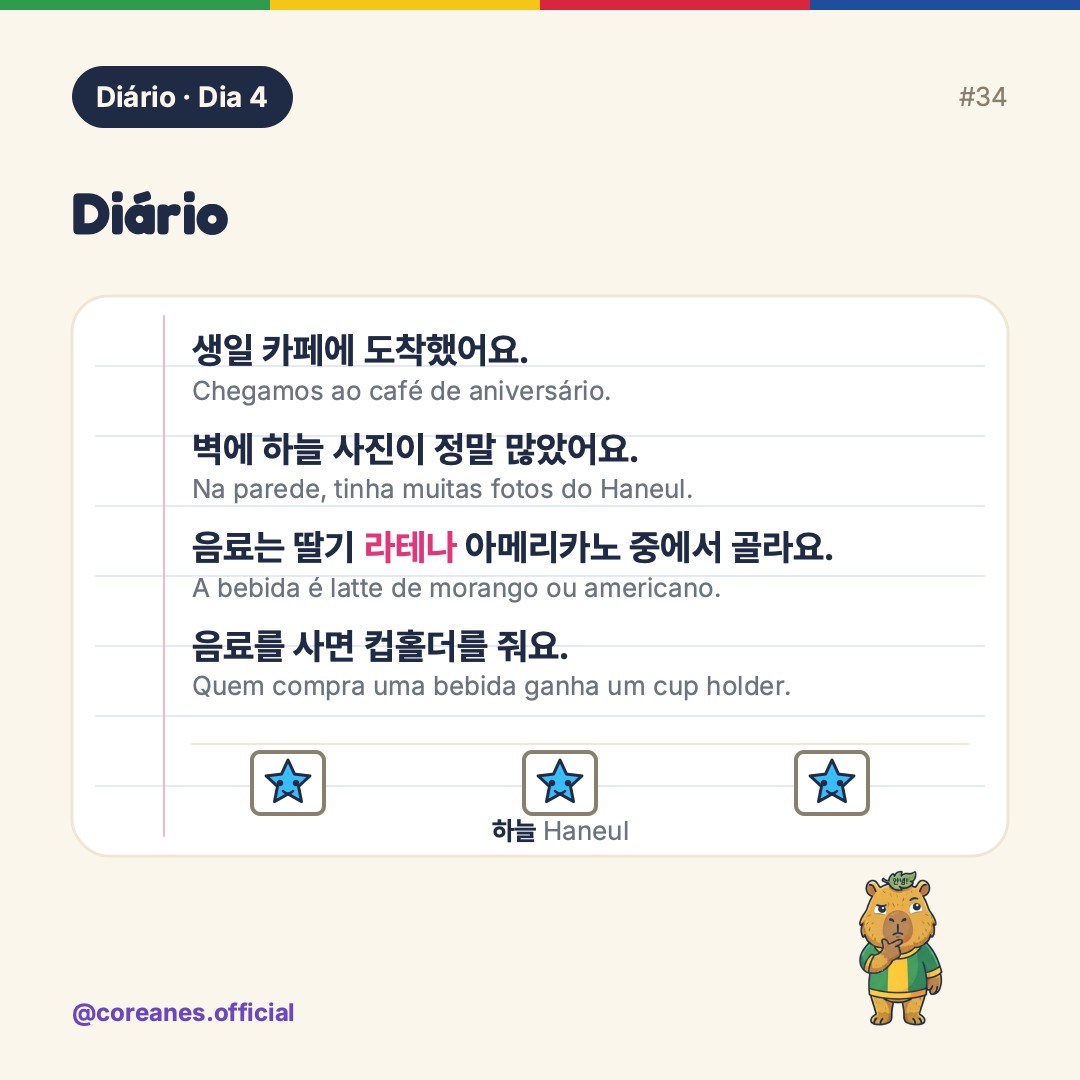 Diário · Dia 4
#34
Diário
생일 카페에 도착했어요.
Chegamos ao café de aniversário.
벽에 하늘 사진이 정말 많았어요.
Na parede, tinha muitas fotos do Haneul.
음료는 딸기 라테나 아메리카노 중에서 골라요.
A bebida é latte de morango ou americano.
음료를 사면 컵홀더를 줘요.
Quem compra uma bebida ganha um cup holder.
하늘 Haneul
안녕!
@coreanes.official